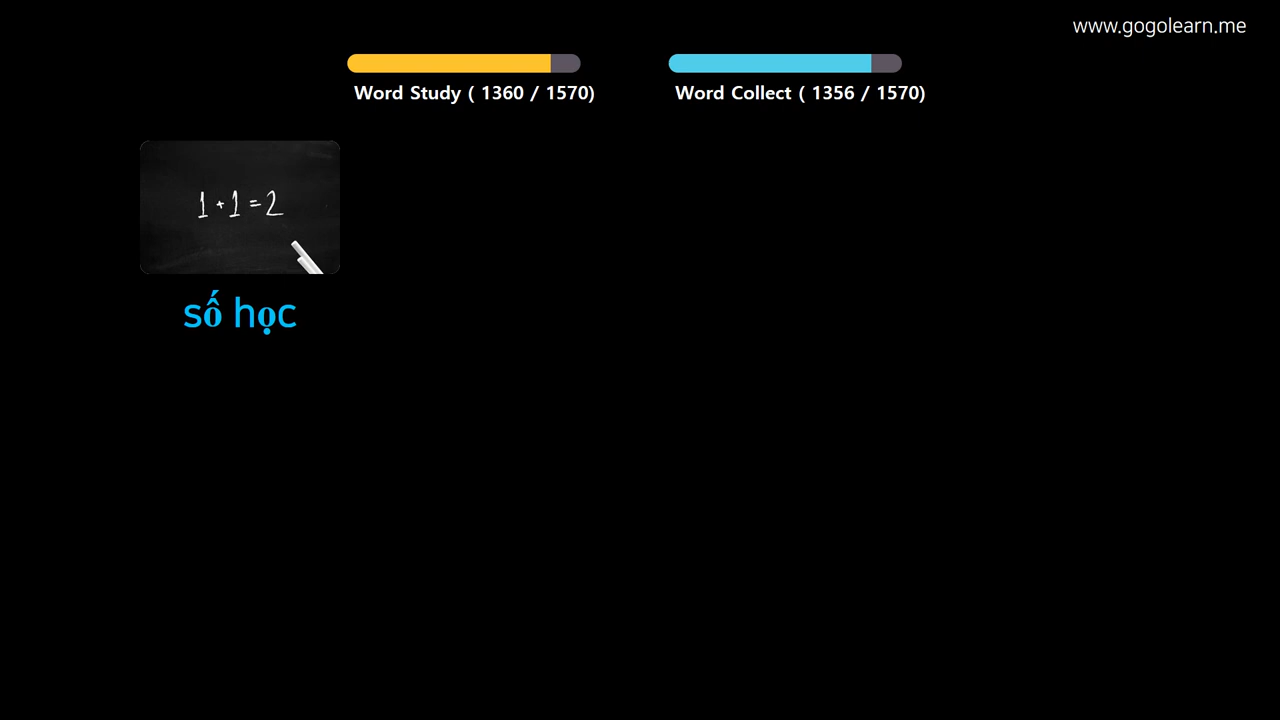 www.gogolearn.me
Word Study ( 1360 / 1570)
Word Collect ( 1356 / 1570)
1+1=2
số học